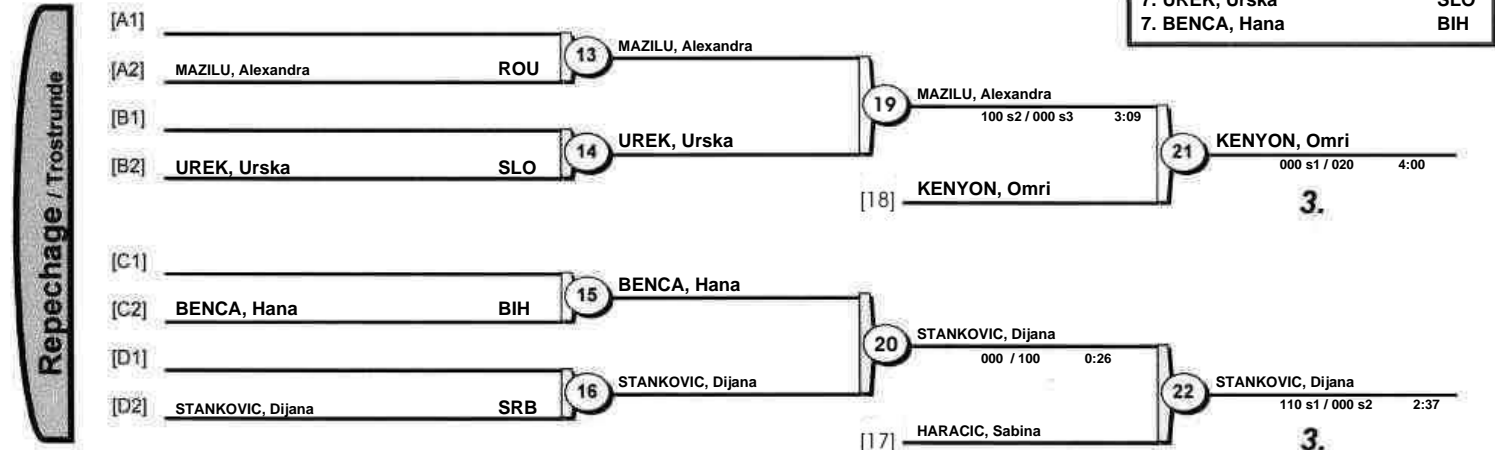 7. UREK, Urska SLO
7. BENCA, Hana BIH
Repechage / Trostrunde
[A1]
[A2] MAZILU, Alexandra ROU
13 MAZILU, Alexandra
[B1]
[B2] UREK, Urska SLO
14 UREK, Urska
19 MAZILU, Alexandra
100 s2 / 000 s3 3:09
[18] KENYON, Omri
21 KENYON, Omri
000 s1 / 020 4:00
3.
[C1]
[C2] BENCA, Hana BIH
15 BENCA, Hana
[D1]
[D2] STANKOVIC, Dijana SRB
16 STANKOVIC, Dijana
20 STANKOVIC, Dijana
000 / 100 0:26
[17] HARACIC, Sabina
22 STANKOVIC, Dijana
110 s1 / 000 s2 2:37
3.